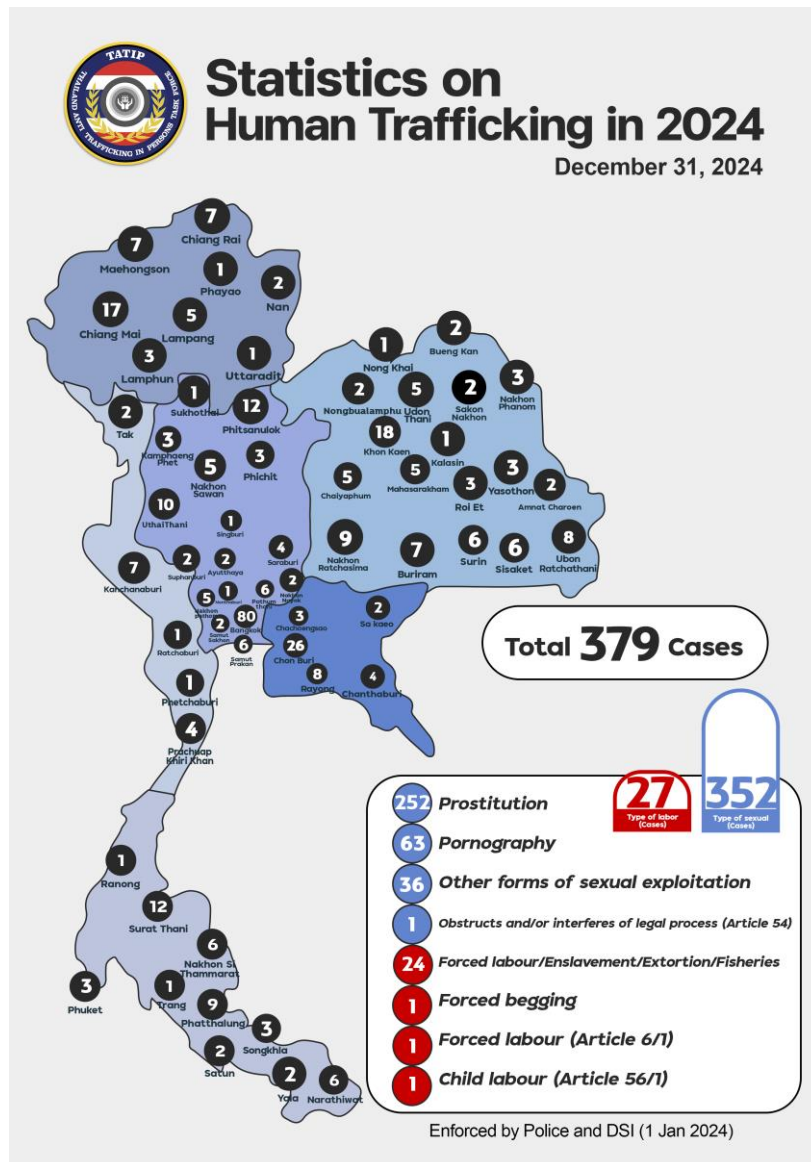 TATIP
THAILAND ANTI TRAFFICKING IN PERSONS TASK FORCE
Statistics on
Human Trafficking in 2024
December 31, 2024
7
Chiang Rai
7
Maehongson
1
Phayao
2
Nan
17
Chiang Mai
5
Lampang
3
Lamphun
1
Uttaradit
2
Tak
1
Sukhothai
12
Phitsanulok
3
Kamphaeng
Phet
5
Nakhon
Sawan
3
Phichit
10
UthaiThani
1
Singburi
2
Suphanburi
2
Ayutthaya
4
Saraburi
5
Nakhon
1
6
Pathum
thani
2
Nakhon
Nayok
2
Samut
Sakhon
80
Bangkok
6
Samut
Prakan
1
Nong Khai
2
Bueng Kan
2
Nongbualamphu
5
Udon
Thani
2
Sakon
Nakhon
3
Nakhon
Phanom
18
Khon Kaen
1
Kalasin
5
Chaiyaphum
5
Mahasarakham
3
Roi Et
3
Yasothon
2
Amnat Charoen
9
Nakhon
Ratchasima
7
Buriram
6
Surin
6
Sisaket
8
Ubon
Ratchathani
3
Chachoengsao
2
Sa kaeo
26
Chon Buri
8
Rayong
4
Chanthaburi
7
Kanchanaburi
1
Ratchaburi
1
Phetchaburi
4
Prachuap
Khiri Khan
1
Ranong
12
Surat Thani
6
Nakhon Si
Thammarat
3
Phuket
1
Trang
9
Phatthalung
3
Songkhla
2
Satun
2
Yala
6
Narathiwat
Total 379 Cases
27
Type of labor
(Cases)
352
Type of sexual
(Cases)
252 Prostitution
63 Pornography
36 Other forms of sexual exploitation
1 Obstructs and/or interferes of legal process (Article 54)
24 Forced labour/Enslavement/Extortion/Fisheries
1 Forced begging
1 Forced labour (Article 6/1)
1 Child labour (Article 56/1)
Enforced by Police and DSI (1 Jan 2024)